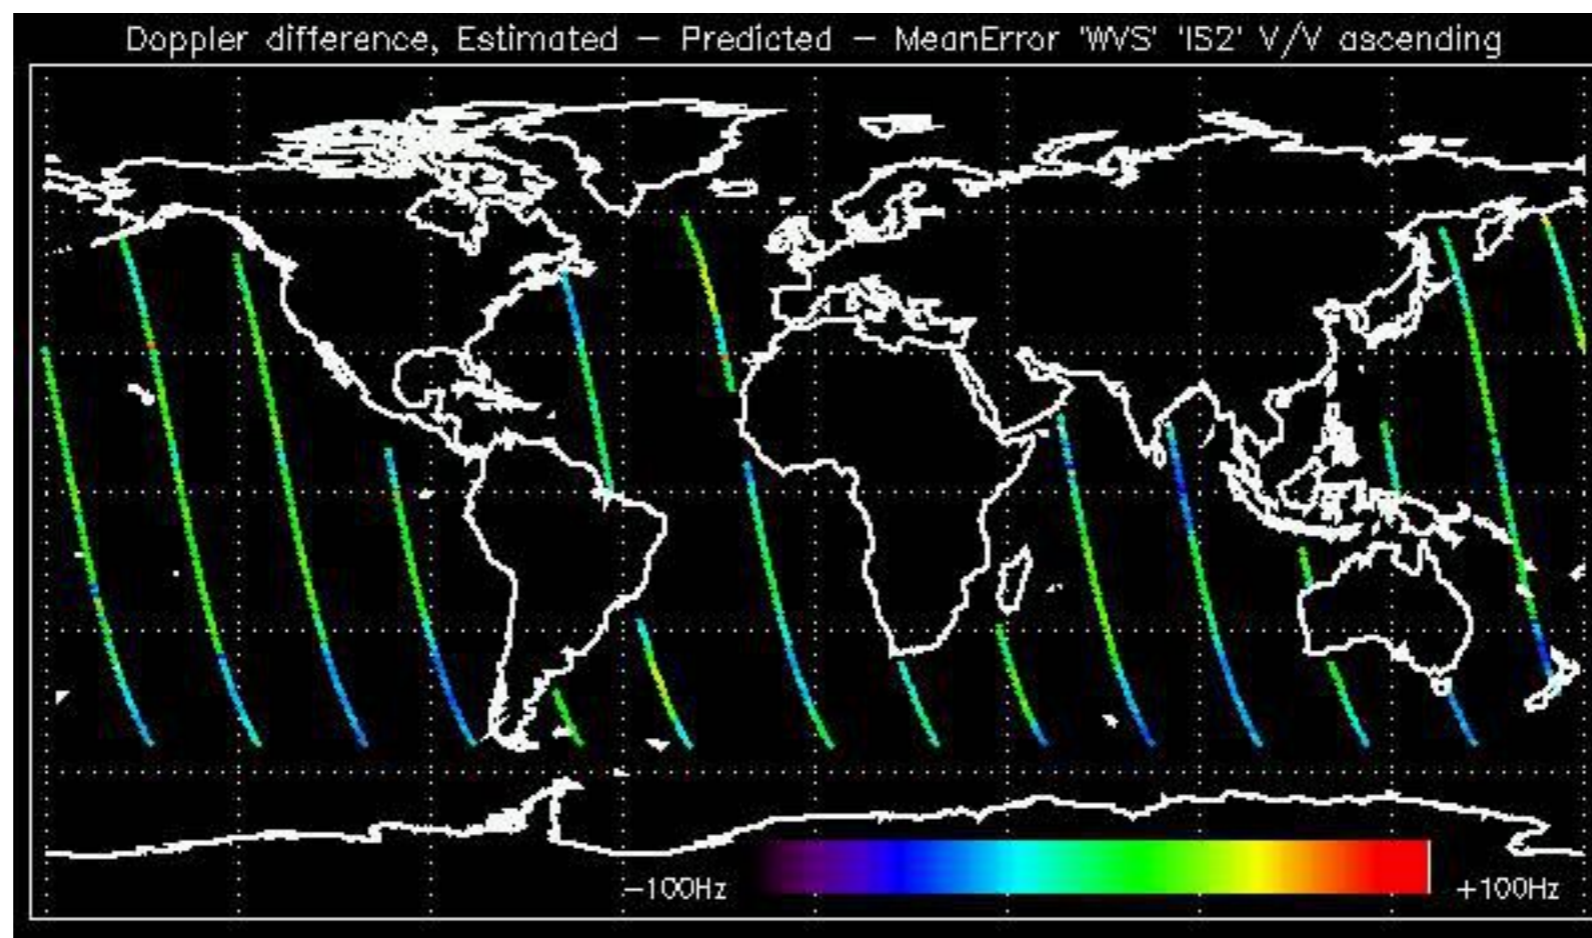 Doppler difference, Estimated – Predicted – MeanError 'WVS' 'IS2' V/V ascending
–100Hz
+100Hz